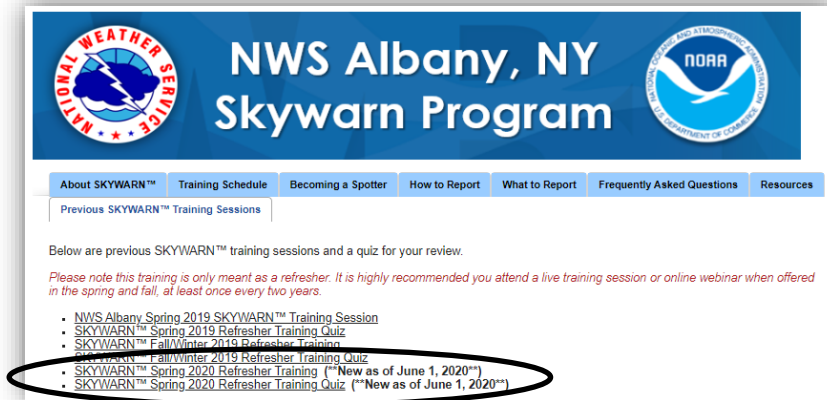 NATIONAL WEATHER SERVICE
NWS Albany, NY
Skywarn Program
NATIONAL OCEANIC AND ATMOSPHERIC ADMINISTRATION
NOAA
U.S. DEPARTMENT OF COMMERCE
About SKYWARN™ Training Schedule Becoming a Spotter How to Report What to Report Frequently Asked Questions Resources
Previous SKYWARN™ Training Sessions
Below are previous SKYWARN™ training sessions and a quiz for your review.
Please note this training is only meant as a refresher. It is highly recommended you attend a live training session or online webinar when offered
in the spring and fall, at least once every two years.
NWS Albany Spring 2019 SKYWARN™ Training Session
SKYWARN™ Spring 2019 Refresher Training Quiz
SKYWARN™ Fall/Winter 2019 Refresher Training
SKYWARN™ Fall/Winter 2019 Refresher Training Quiz
SKYWARN™ Spring 2020 Refresher Training (**New as of June 1, 2020**)
SKYWARN™ Spring 2020 Refresher Training Quiz (**New as of June 1, 2020**)